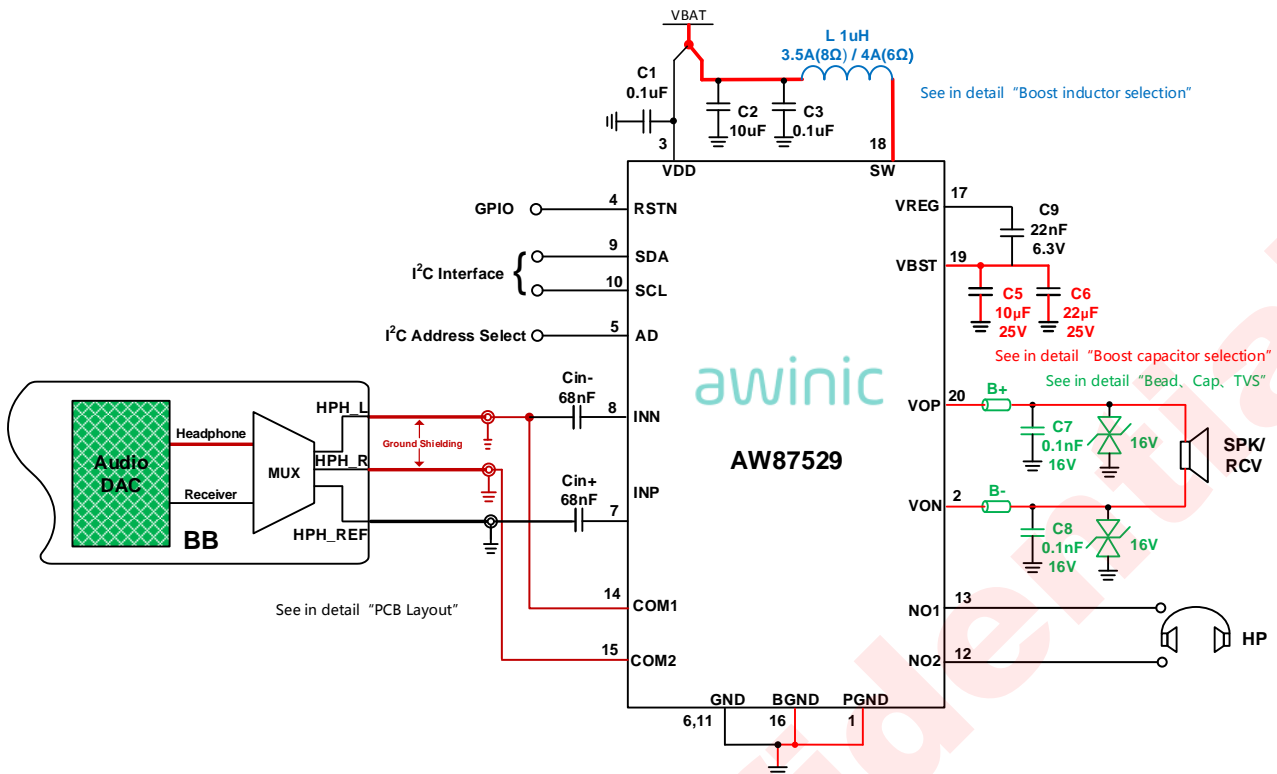 VBAT
L 1uH
3.5A(8Ω) / 4A(6Ω)
See in detail “Boost inductor selection”
C1
0.1uF
C2
10uF
C3
0.1uF
3
VDD
18
SW
GPIO
4
RSTN
I²C Interface
9
SDA
10
SCL
I²C Address Select
5
AD
17
VREG
C9
22nF
6.3V
19
VBST
C5
10μF
25V
C6
22μF
25V
See in detail “Boost capacitor selection”
See in detail “Bead、Cap、TVS”
awinic
AW87529
Cin-
68nF
8
INN
Cin+
68nF
INP
7
HPH_L
Ground Shielding
HPH_R
HPH_REF
Headphone
Audio
DAC
MUX
Receiver
BB
20
VOP
B+
C7
0.1nF
16V
16V
SPK/
RCV
2
VON
B-
C8
0.1nF
16V
16V
See in detail “PCB Layout”
14
COM1
15
COM2
13
NO1
12
NO2
HP
GND
BGND
PGND
6,11
16
1